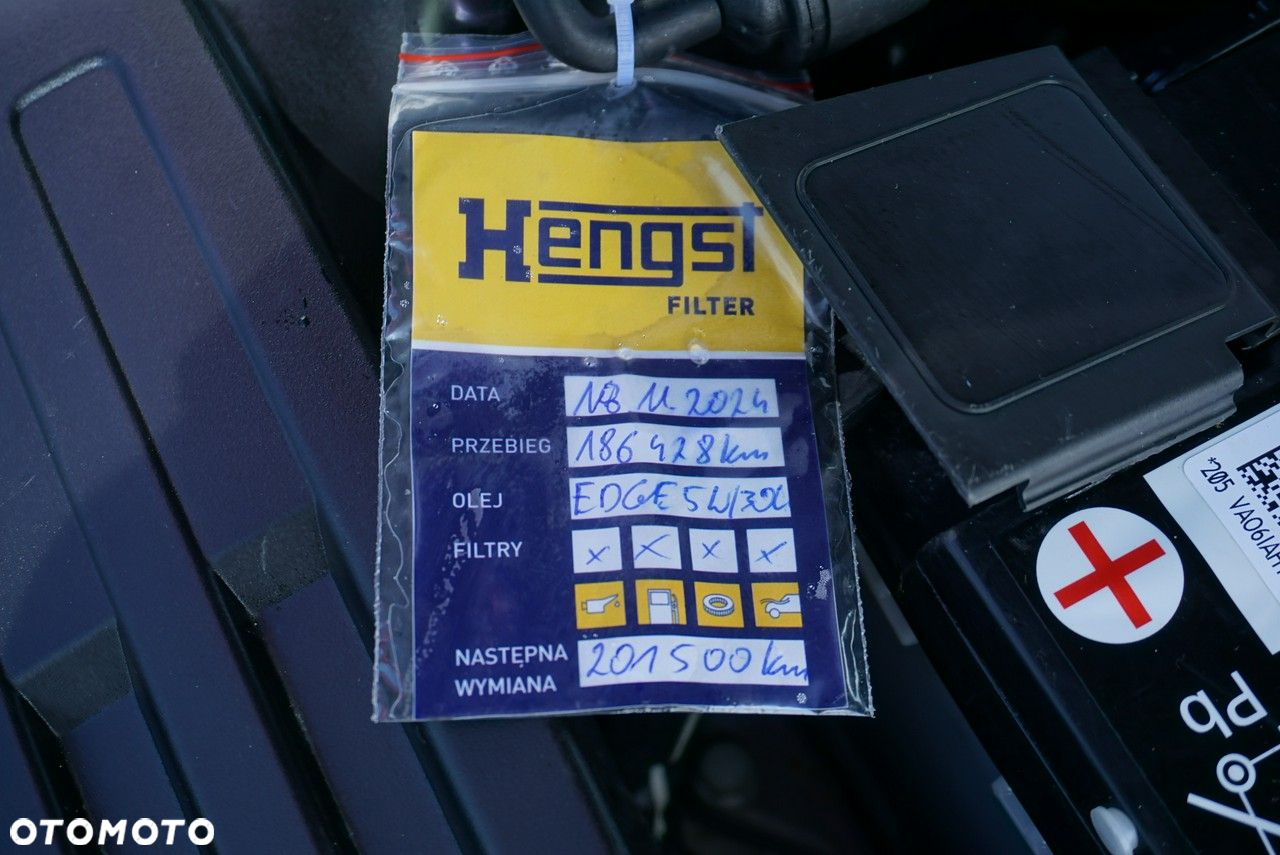 Hengst
FILTER
DATA 18 11 2024
PRZEBIEG 186 428 km
OLEJ EDGE 5W/30
FILTRY x x x x
NASTĘPNA WYMIANA 201 500 km
*205 VA06
Pb
OTOMOTO